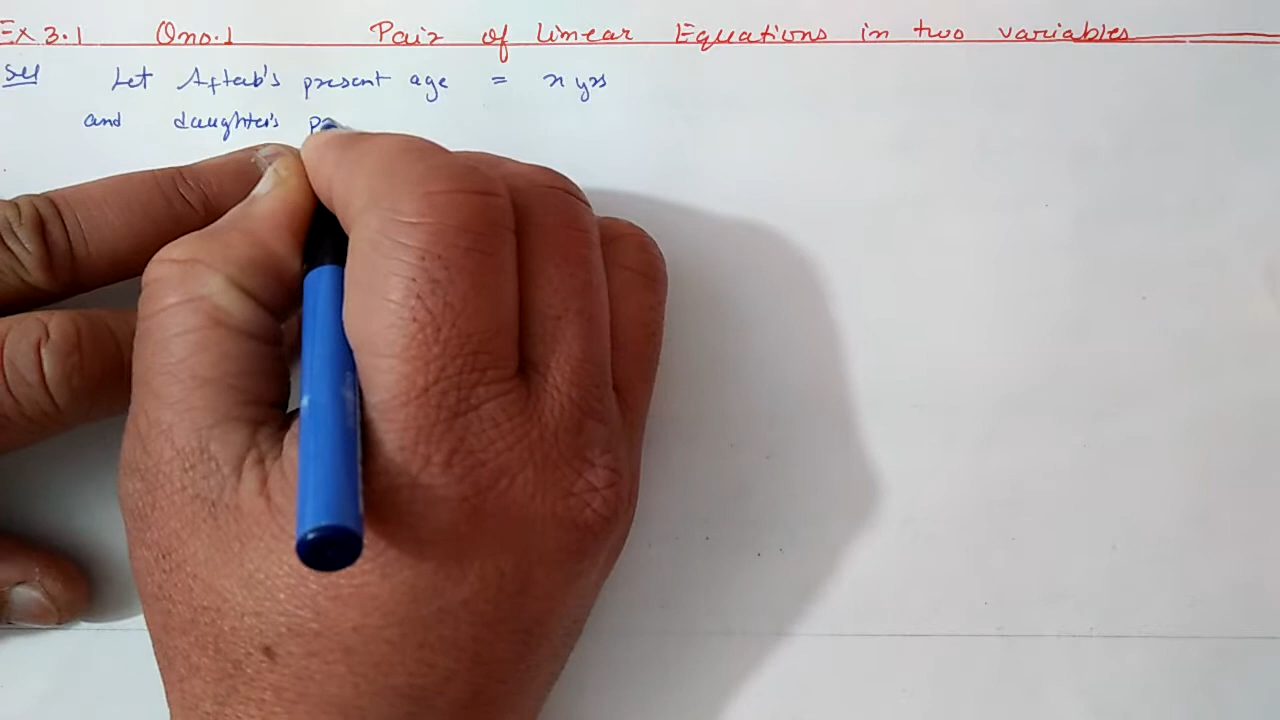 Ex 3.1 Qno.1 Pair of Linear Equations in two variables
Sol Let Aftab's present age = x yrs
and daughter's